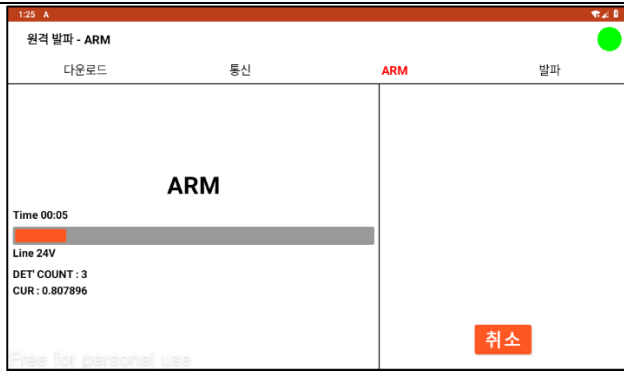 1:25 A
원격 발파 - ARM
다운로드 통신 ARM 발파
ARM
Time 00:05
Line 24V
DET' COUNT : 3
CUR : 0.807896
취소
Free for personal use